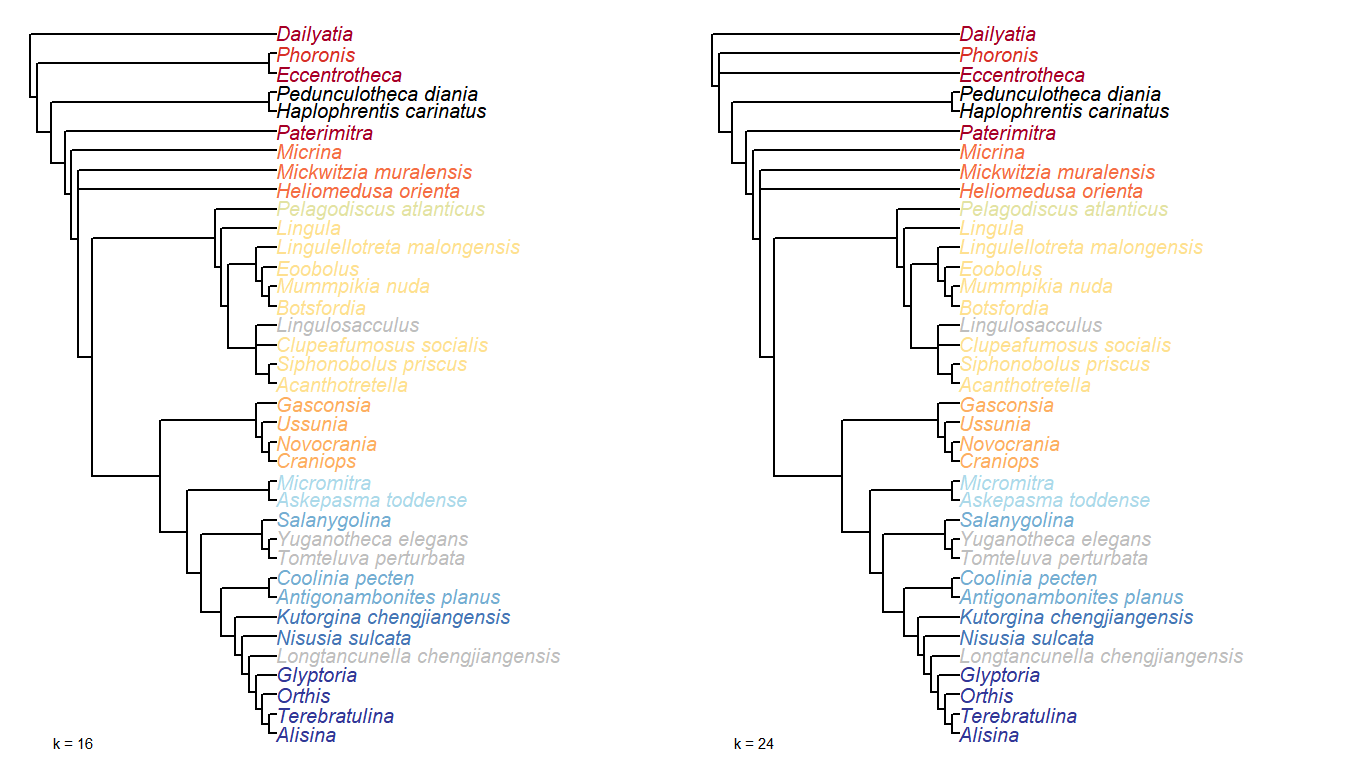 Dailyatia
Phoronis
Eccentrotheca
Pedunculotheca diania
Haplophrentis carinatus
Paterimitra
Micrina
Mickwitzia muralensis
Heliomedusa orienta
Pelagodiscus atlanticus
Lingula
Lingulellotreta malongensis
Eoobolus
Mummpikia nuda
Botsfordia
Lingulosacculus
Clupeafumosus socialis
Siphonobolus priscus
Acanthotretella
Gasconsia
Ussunia
Novocrania
Craniops
Micromitra
Askepasma toddense
Salanygolina
Yuganotheca elegans
Tomteluva perturbata
Coolinia pecten
Antigonambonites planus
Kutorgina chengjiangensis
Nisusia sulcata
Longtancunella chengjiangensis
Glyptoria
Orthis
Terebratulina
Alisina
k = 16
Dailyatia
Phoronis
Eccentrotheca
Pedunculotheca diania
Haplophrentis carinatus
Paterimitra
Micrina
Mickwitzia muralensis
Heliomedusa orienta
Pelagodiscus atlanticus
Lingula
Lingulellotreta malongensis
Eoobolus
Mummpikia nuda
Botsfordia
Lingulosacculus
Clupeafumosus socialis
Siphonobolus priscus
Acanthotretella
Gasconsia
Ussunia
Novocrania
Craniops
Micromitra
Askepasma toddense
Salanygolina
Yuganotheca elegans
Tomteluva perturbata
Coolinia pecten
Antigonambonites planus
Kutorgina chengjiangensis
Nisusia sulcata
Longtancunella chengjiangensis
Glyptoria
Orthis
Terebratulina
Alisina
k = 24